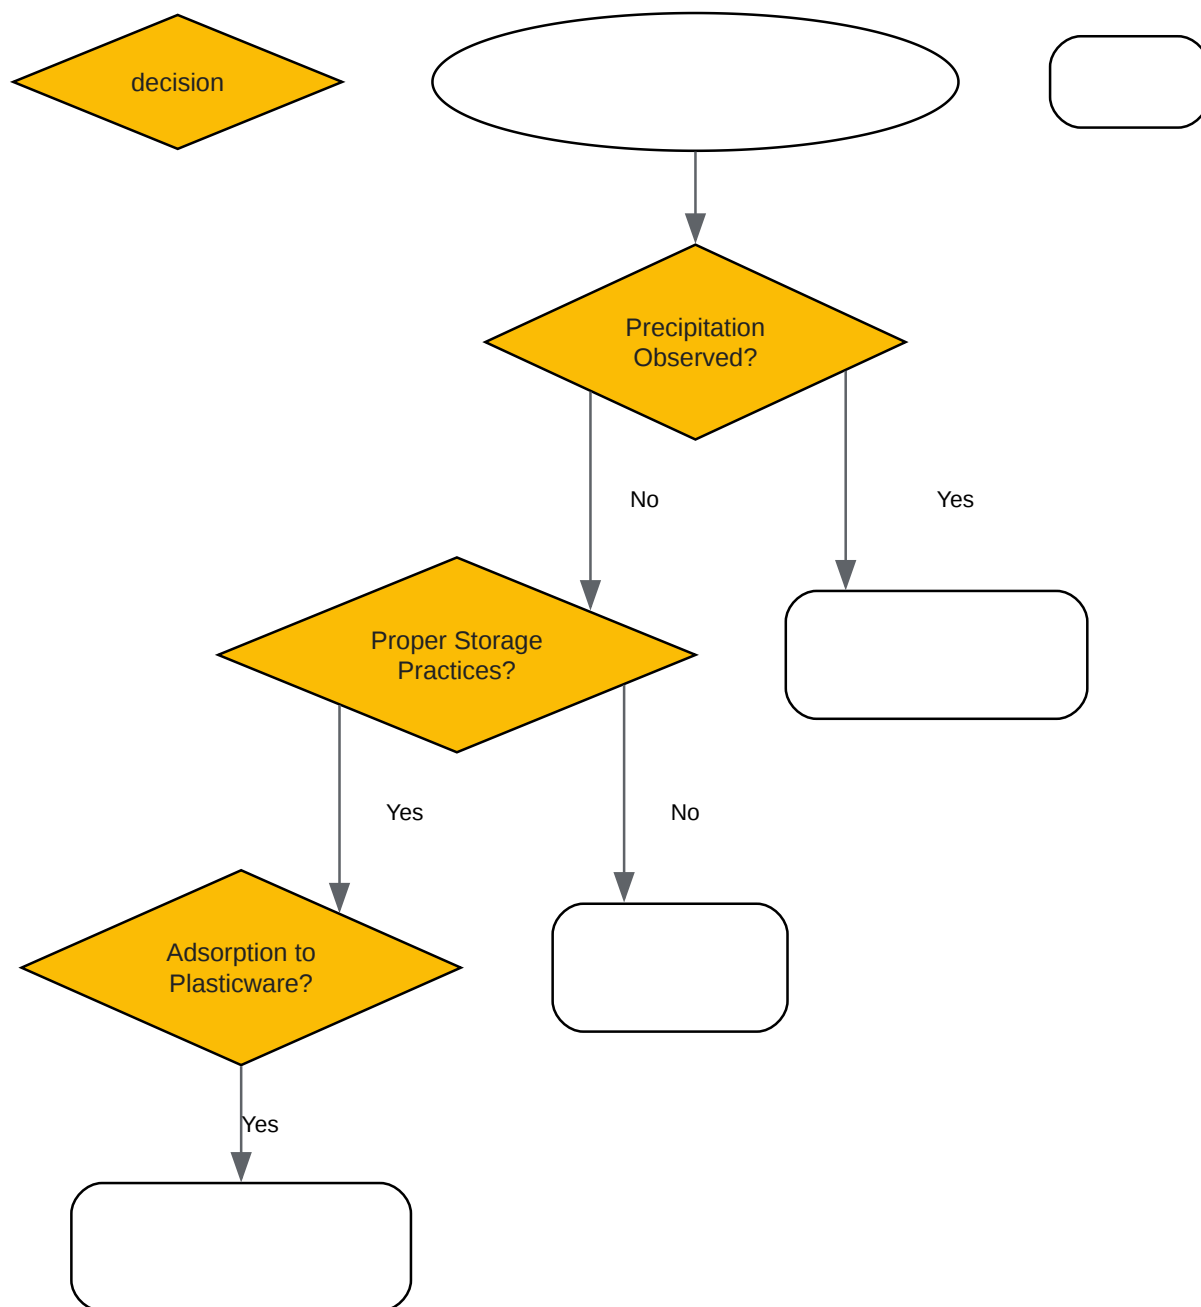 decision
Precipitation
Observed?
No
Yes
Proper Storage
Practices?
Yes
No
Adsorption to
Plasticware?
Yes